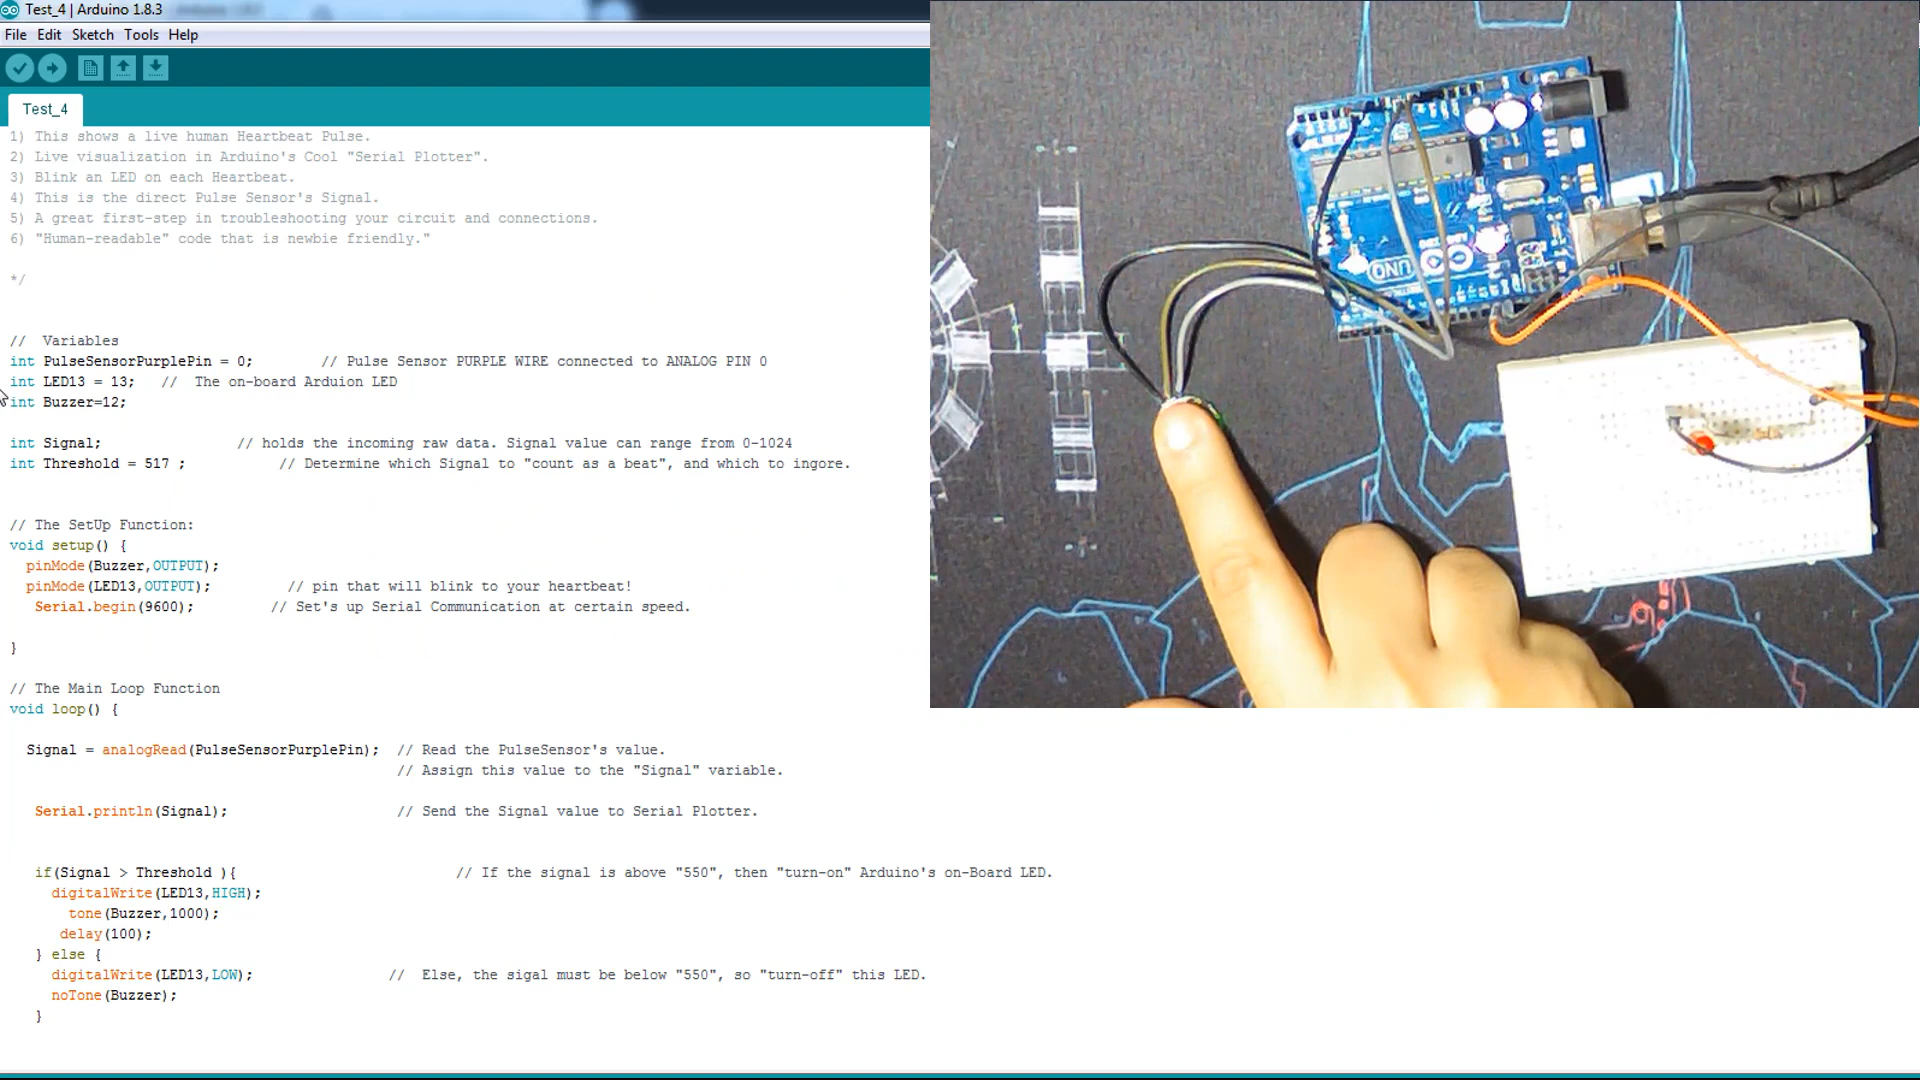 Test_4 | Arduino 1.8.3
File Edit Sketch Tools Help
Test_4
1) This shows a live human Heartbeat Pulse.
2) Live visualization in Arduino's Cool "Serial Plotter".
3) Blink an LED on each Heartbeat.
4) This is the direct Pulse Sensor's Signal.
5) A great first-step in troubleshooting your circuit and connections.
6) "Human-readable" code that is newbie friendly."
*/
// Variables
int PulseSensorPurplePin = 0; // Pulse Sensor PURPLE WIRE connected to ANALOG PIN 0
int LED13 = 13; // The on-board Arduion LED
int Buzzer=12;
int Signal; // holds the incoming raw data. Signal value can range from 0-1024
int Threshold = 517 ; // Determine which Signal to "count as a beat", and which to ingore.
// The SetUp Function:
void setup() {
pinMode(Buzzer,OUTPUT);
pinMode(LED13,OUTPUT); // pin that will blink to your heartbeat!
Serial.begin(9600); // Set's up Serial Communication at certain speed.
}
// The Main Loop Function
void loop() {
Signal = analogRead(PulseSensorPurplePin); // Read the PulseSensor's value.
// Assign this value to the "Signal" variable.
Serial.println(Signal); // Send the Signal value to Serial Plotter.
if(Signal > Threshold ){ // If the signal is above "550", then "turn-on" Arduino's on-Board LED.
digitalWrite(LED13,HIGH);
tone(Buzzer,1000);
delay(100);
} else {
digitalWrite(LED13,LOW); // Else, the sigal must be below "550", so "turn-off" this LED.
noTone(Buzzer);
}
UNO